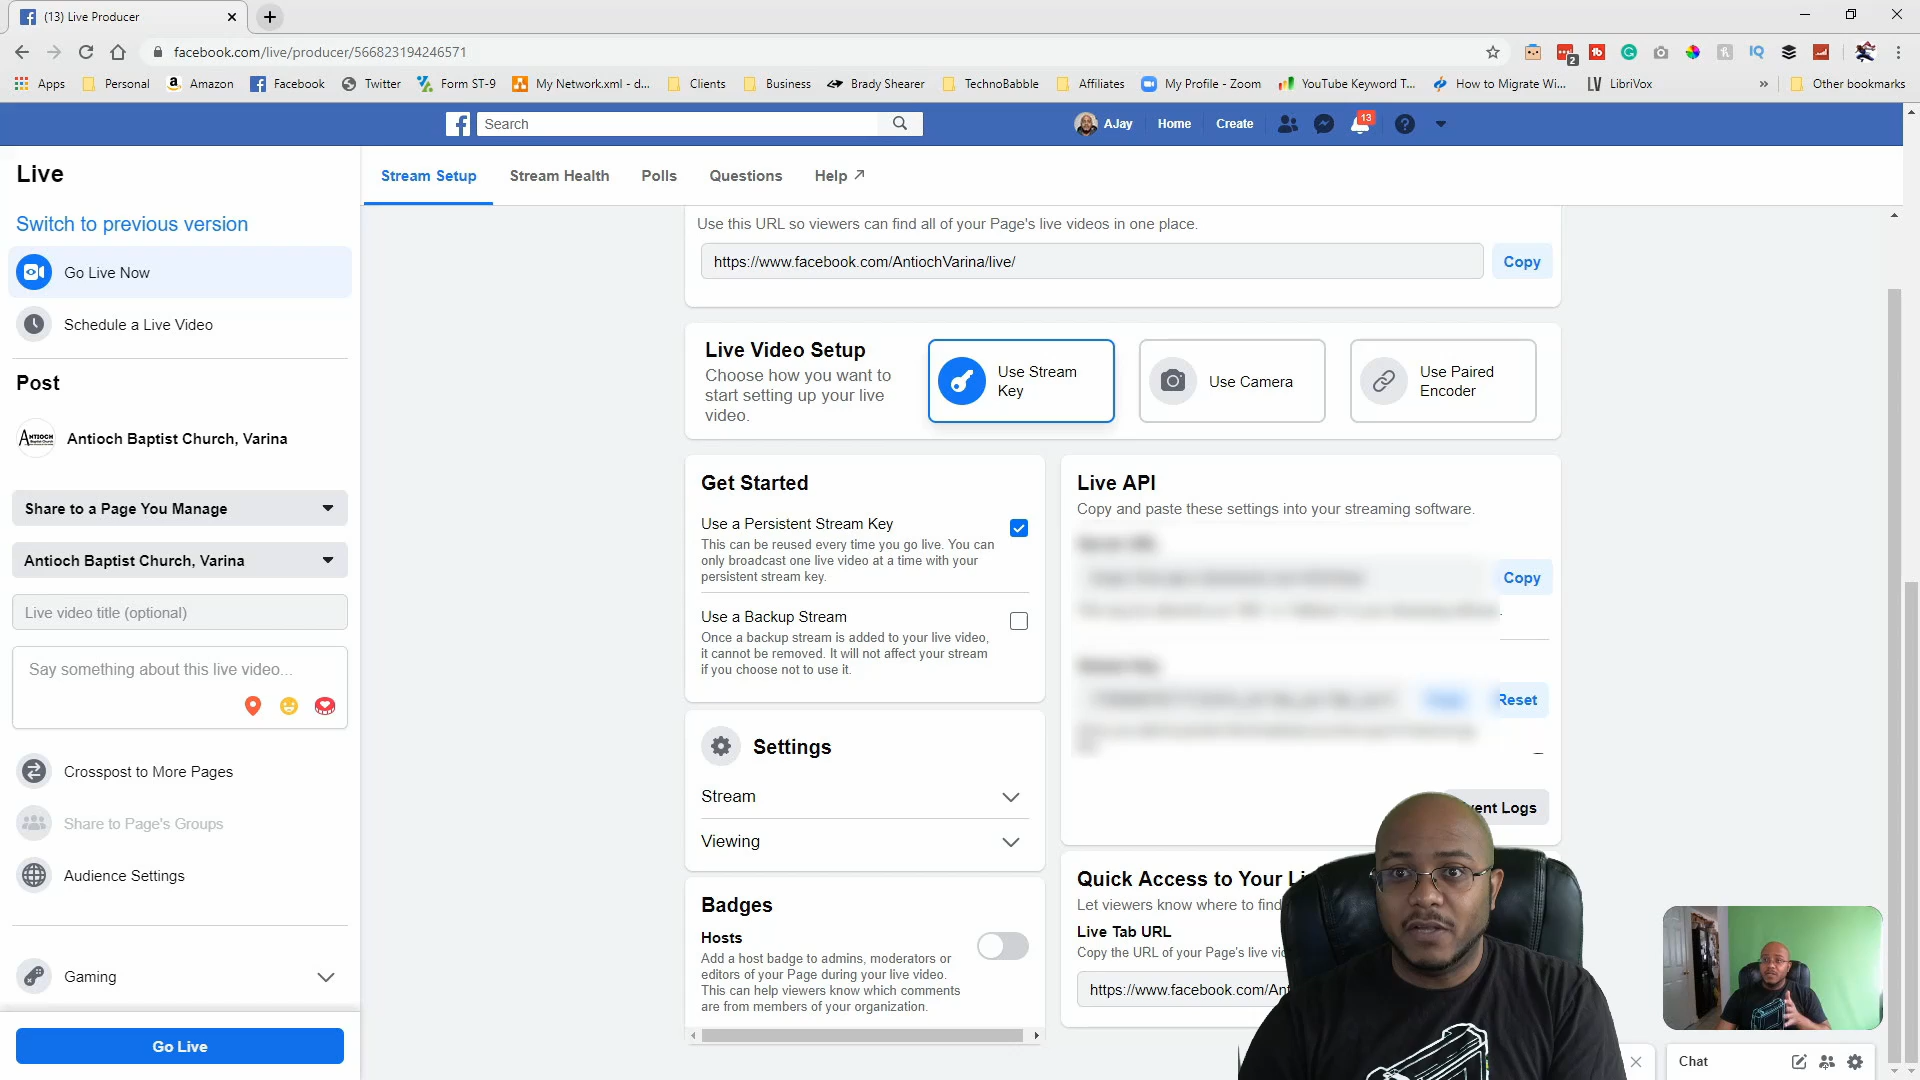 (13) Live Producer
facebook.com/live/producer/566823194246571
2
Apps
Personal
Amazon
Facebook
Twitter
Form ST-9
My Network.xml - d...
Clients
Business
Brady Shearer
TechnoBabble
Affiliates
My Profile - Zoom
YouTube Keyword T...
How to Migrate Wi...
LV LibriVox
»
Other bookmarks
Search
AJay
Home
Create
13
Live
Switch to previous version
Go Live Now
Schedule a Live Video
Post
ANTIOCH
Antioch Baptist Church, Varina
Share to a Page You Manage
Antioch Baptist Church, Varina
Live video title (optional)
Say something about this live video...
Crosspost to More Pages
Share to Page's Groups
Audience Settings
Gaming
Go Live
Stream Setup
Stream Health
Polls
Questions
Help
Use this URL so viewers can find all of your Page's live videos in one place.
https://www.facebook.com/AntiochVarina/live/
Copy
Live Video Setup
Choose how you want to
start setting up your live
video.
Use Stream
Key
Use Camera
Use Paired
Encoder
Get Started
Use a Persistent Stream Key
This can be reused every time you go live. You can
only broadcast one live video at a time with your
persistent stream key.
Use a Backup Stream
Once a backup stream is added to your live video,
it cannot be removed. It will not affect your stream
if you choose not to use it.
Settings
Stream
Viewing
Badges
Hosts
Add a host badge to admins, moderators or
editors of your Page during your live video.
This can help viewers know which comments
are from members of your organization.
Live API
Copy and paste these settings into your streaming software.
Copy
Reset
Logs
Quick Access to Your
Let viewers know where to find
Live Tab URL
Copy the URL of your Page's
https://www.facebook.com/An
Chat